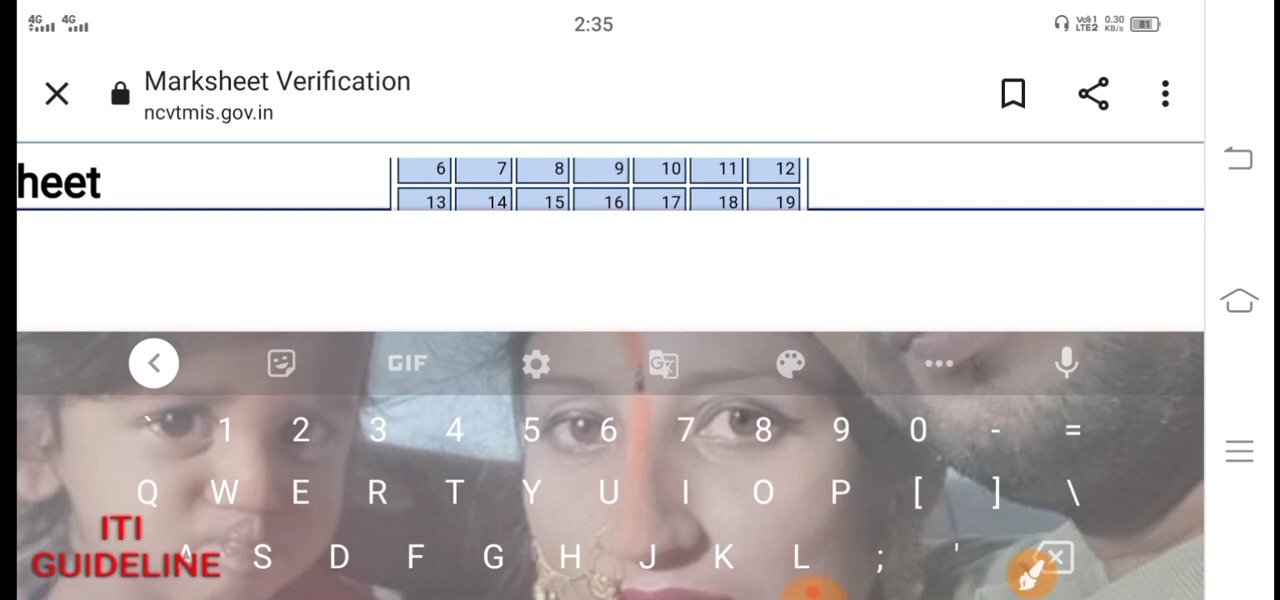 4G 4G 2:35 Vo)) 1 LTE2 0.30 KB/s 81
Marksheet Verification
ncvtmis.gov.in
heet
6 7 8 9 10 11 12
13 14 15 16 17 18 19
GIF
` 1 2 3 4 5 6 7 8 9 0 - =
Q W E R T Y U I O P [ ] \
A S D F G H J K L ; '
ITI
GUIDELINE